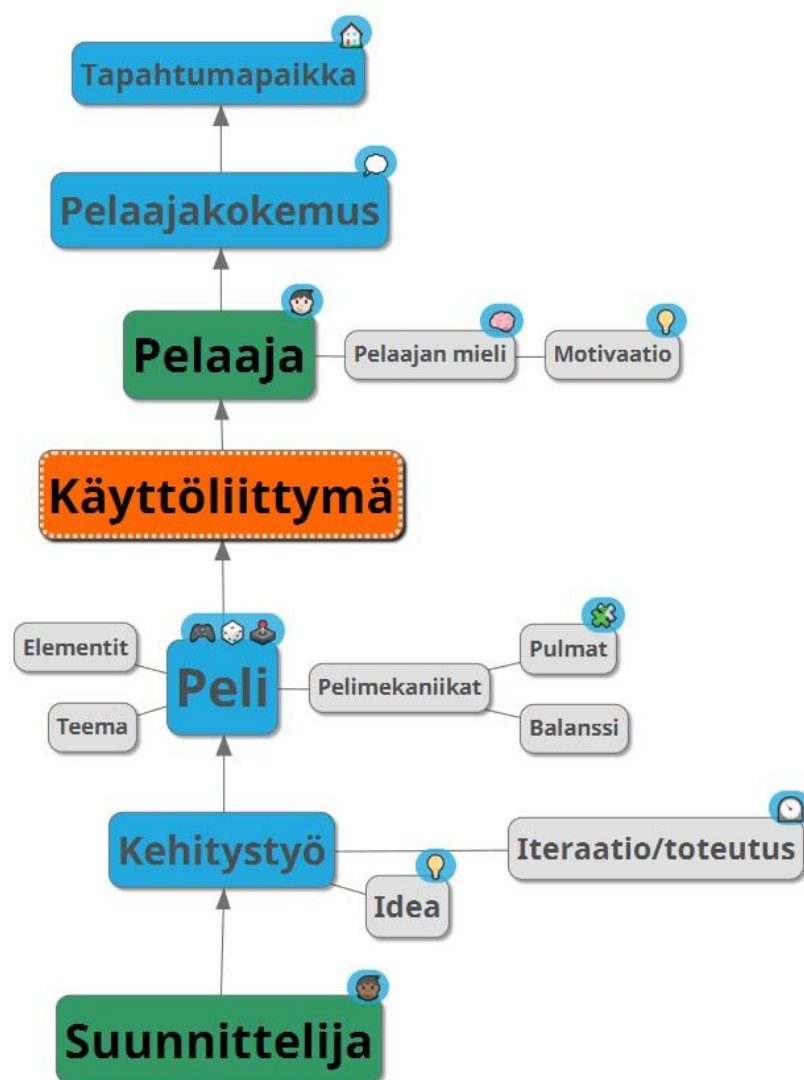 Tapahtumapaikka
Pelaajakokemus
Pelaaja
Pelaajan mieli
Motivaatio
Käyttöliittymä
Elementit
Teema
Peli
Pelimekaniikat
Pulmat
Balanssi
Kehitystyö
Iteraatio/toteutus
Idea
Suunnittelija